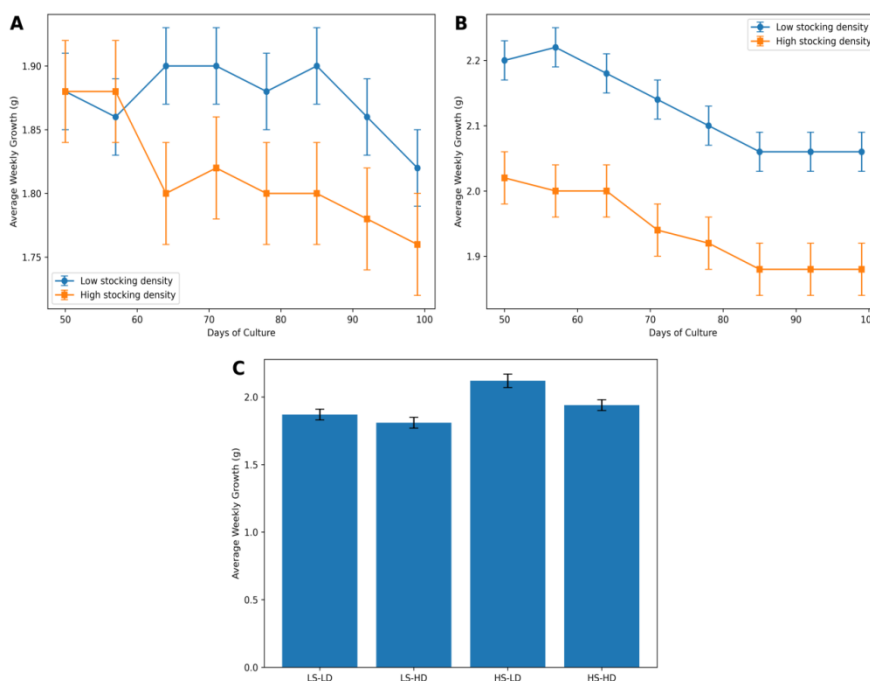 A
1.90
1.85
1.80
1.75
Average Weekly Growth (g)
Low stocking density
High stocking density
50 60 70 80 90 100
Days of Culture
B
Low stocking density
High stocking density
2.2
2.1
2.0
1.9
Average Weekly Growth (g)
50 60 70 80 90
Days of Culture
C
2.0
1.5
1.0
0.5
0.0
Average Weekly Growth (g)
LS-LD LS-HD HS-LD HS-HD